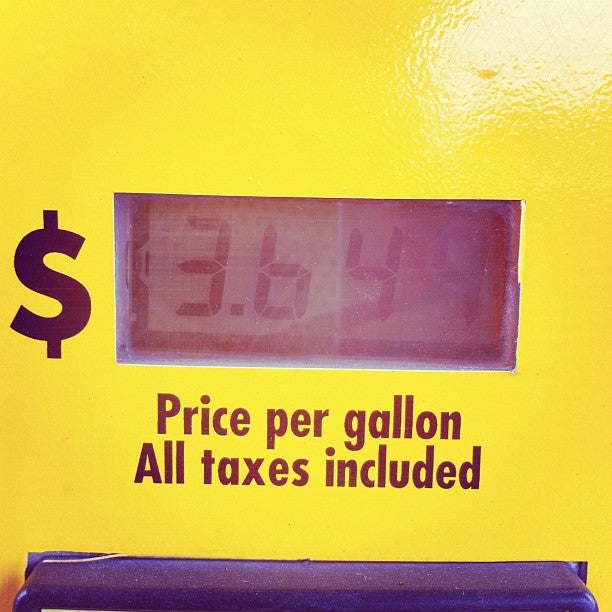 $ 3.64
Price per gallon
All taxes included